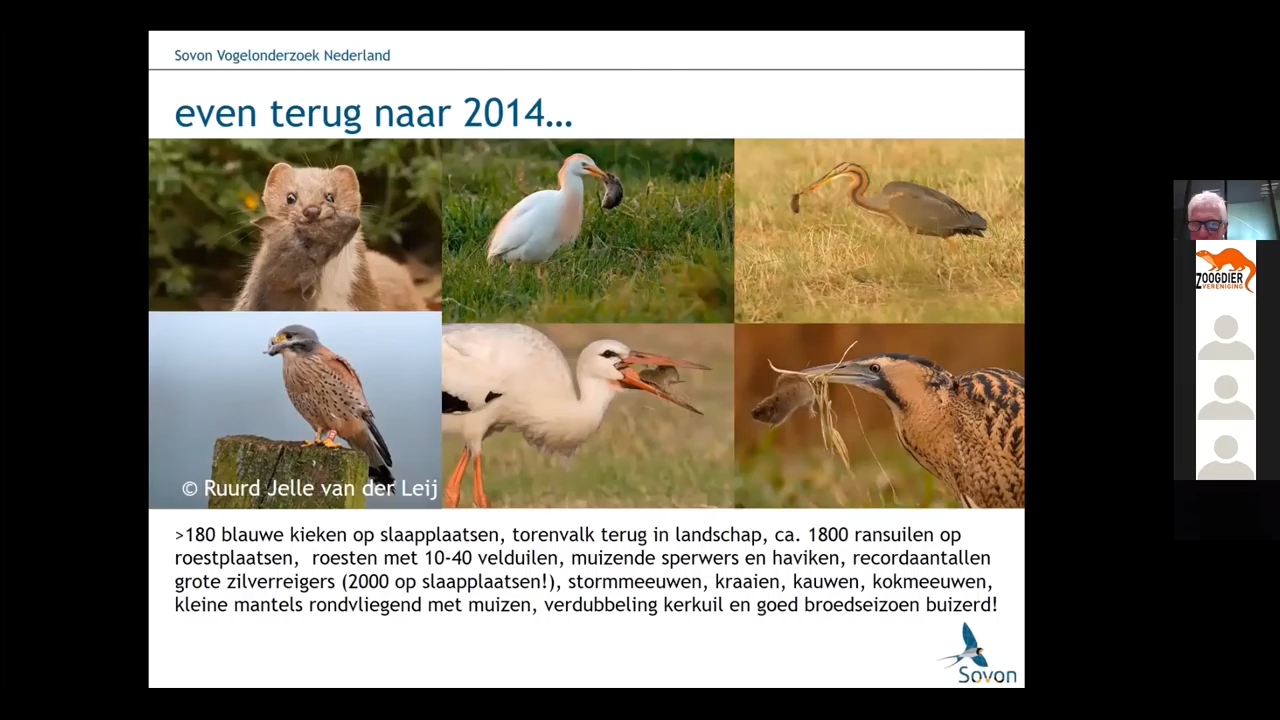 Sovon Vogelonderzoek Nederland
even terug naar 2014...
ZOOGDIER
VERENIGING
© Ruurd Jelle van der Leij
>180 blauwe kieken op slaapplaatsen, torenvalk terug in landschap, ca. 1800 ransuilen op
roestplaatsen, roesten met 10-40 velduilen, muizende sperwers en haviken, recordaantallen
grote zilverreigers (2000 op slaapplaatsen!), stormmeeuwen, kraaien, kauwen, kokmeeuwen,
kleine mantels rondvliegend met muizen, verdubbeling kerkuil en goed broedseizoen buizerd!
Sovon